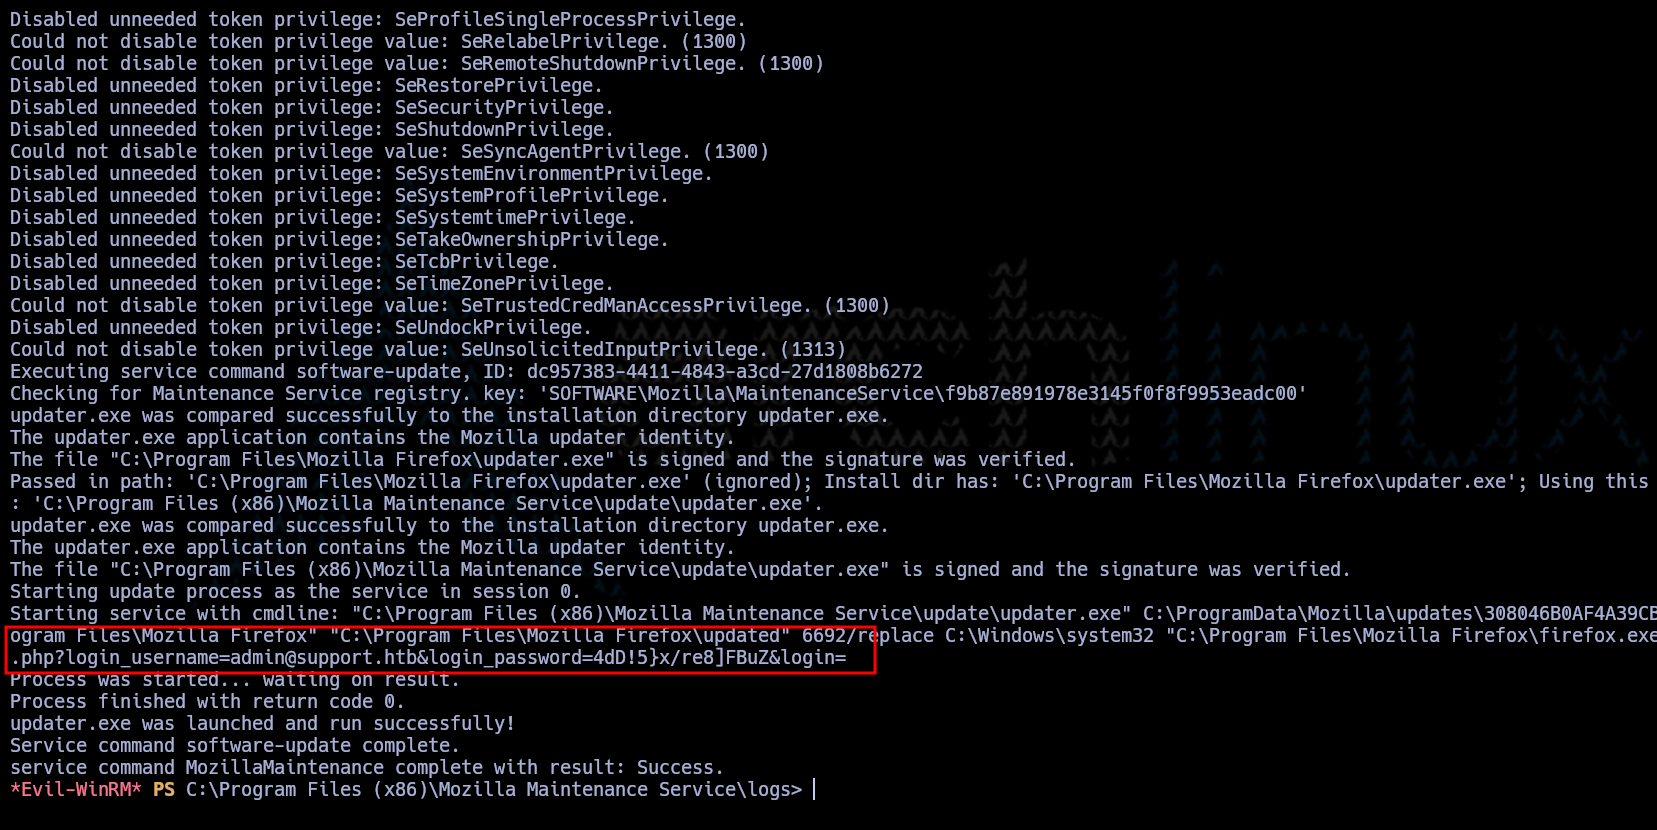 Disabled unneeded token privilege: SeProfileSingleProcessPrivilege.
Could not disable token privilege value: SeRelabelPrivilege. (1300)
Could not disable token privilege value: SeRemoteShutdownPrivilege. (1300)
Disabled unneeded token privilege: SeRestorePrivilege.
Disabled unneeded token privilege: SeSecurityPrivilege.
Disabled unneeded token privilege: SeShutdownPrivilege.
Could not disable token privilege value: SeSyncAgentPrivilege. (1300)
Disabled unneeded token privilege: SeSystemEnvironmentPrivilege.
Disabled unneeded token privilege: SeSystemProfilePrivilege.
Disabled unneeded token privilege: SeSystemtimePrivilege.
Disabled unneeded token privilege: SeTakeOwnershipPrivilege.
Disabled unneeded token privilege: SeTcbPrivilege.
Disabled unneeded token privilege: SeTimeZonePrivilege.
Could not disable token privilege value: SeTrustedCredManAccessPrivilege. (1300)
Disabled unneeded token privilege: SeUndockPrivilege.
Could not disable token privilege value: SeUnsolicitedInputPrivilege. (1313)
Executing service command software-update, ID: dc957383-4411-4843-a3cd-27d1808b6272
Checking for Maintenance Service registry. key: 'SOFTWARE\Mozilla\MaintenanceService\f9b87e891978e3145f0f8f9953eadc00'
updater.exe was compared successfully to the installation directory updater.exe.
The updater.exe application contains the Mozilla updater identity.
The file "C:\Program Files\Mozilla Firefox\updater.exe" is signed and the signature was verified.
Passed in path: 'C:\Program Files\Mozilla Firefox\updater.exe' (ignored); Install dir has: 'C:\Program Files\Mozilla Firefox\updater.exe'; Using this
: 'C:\Program Files (x86)\Mozilla Maintenance Service\update\updater.exe'.
updater.exe was compared successfully to the installation directory updater.exe.
The updater.exe application contains the Mozilla updater identity.
The file "C:\Program Files (x86)\Mozilla Maintenance Service\update\updater.exe" is signed and the signature was verified.
Starting update process as the service in session 0.
Starting service with cmdline: "C:\Program Files (x86)\Mozilla Maintenance Service\update\updater.exe" C:\ProgramData\Mozilla\updates\308046B0AF4A39CB
ogram Files\Mozilla Firefox" "C:\Program Files\Mozilla Firefox\updated" 6692/replace C:\Windows\system32 "C:\Program Files\Mozilla Firefox\firefox.exe
.php?login_username=admin@support.htb&login_password=4dD!5}x/re8]FBuZ&login=
Process was started... waiting on result.
Process finished with return code 0.
updater.exe was launched and run successfully!
Service command software-update complete.
service command MozillaMaintenance complete with result: Success.
*Evil-WinRM* PS C:\Program Files (x86)\Mozilla Maintenance Service\logs>